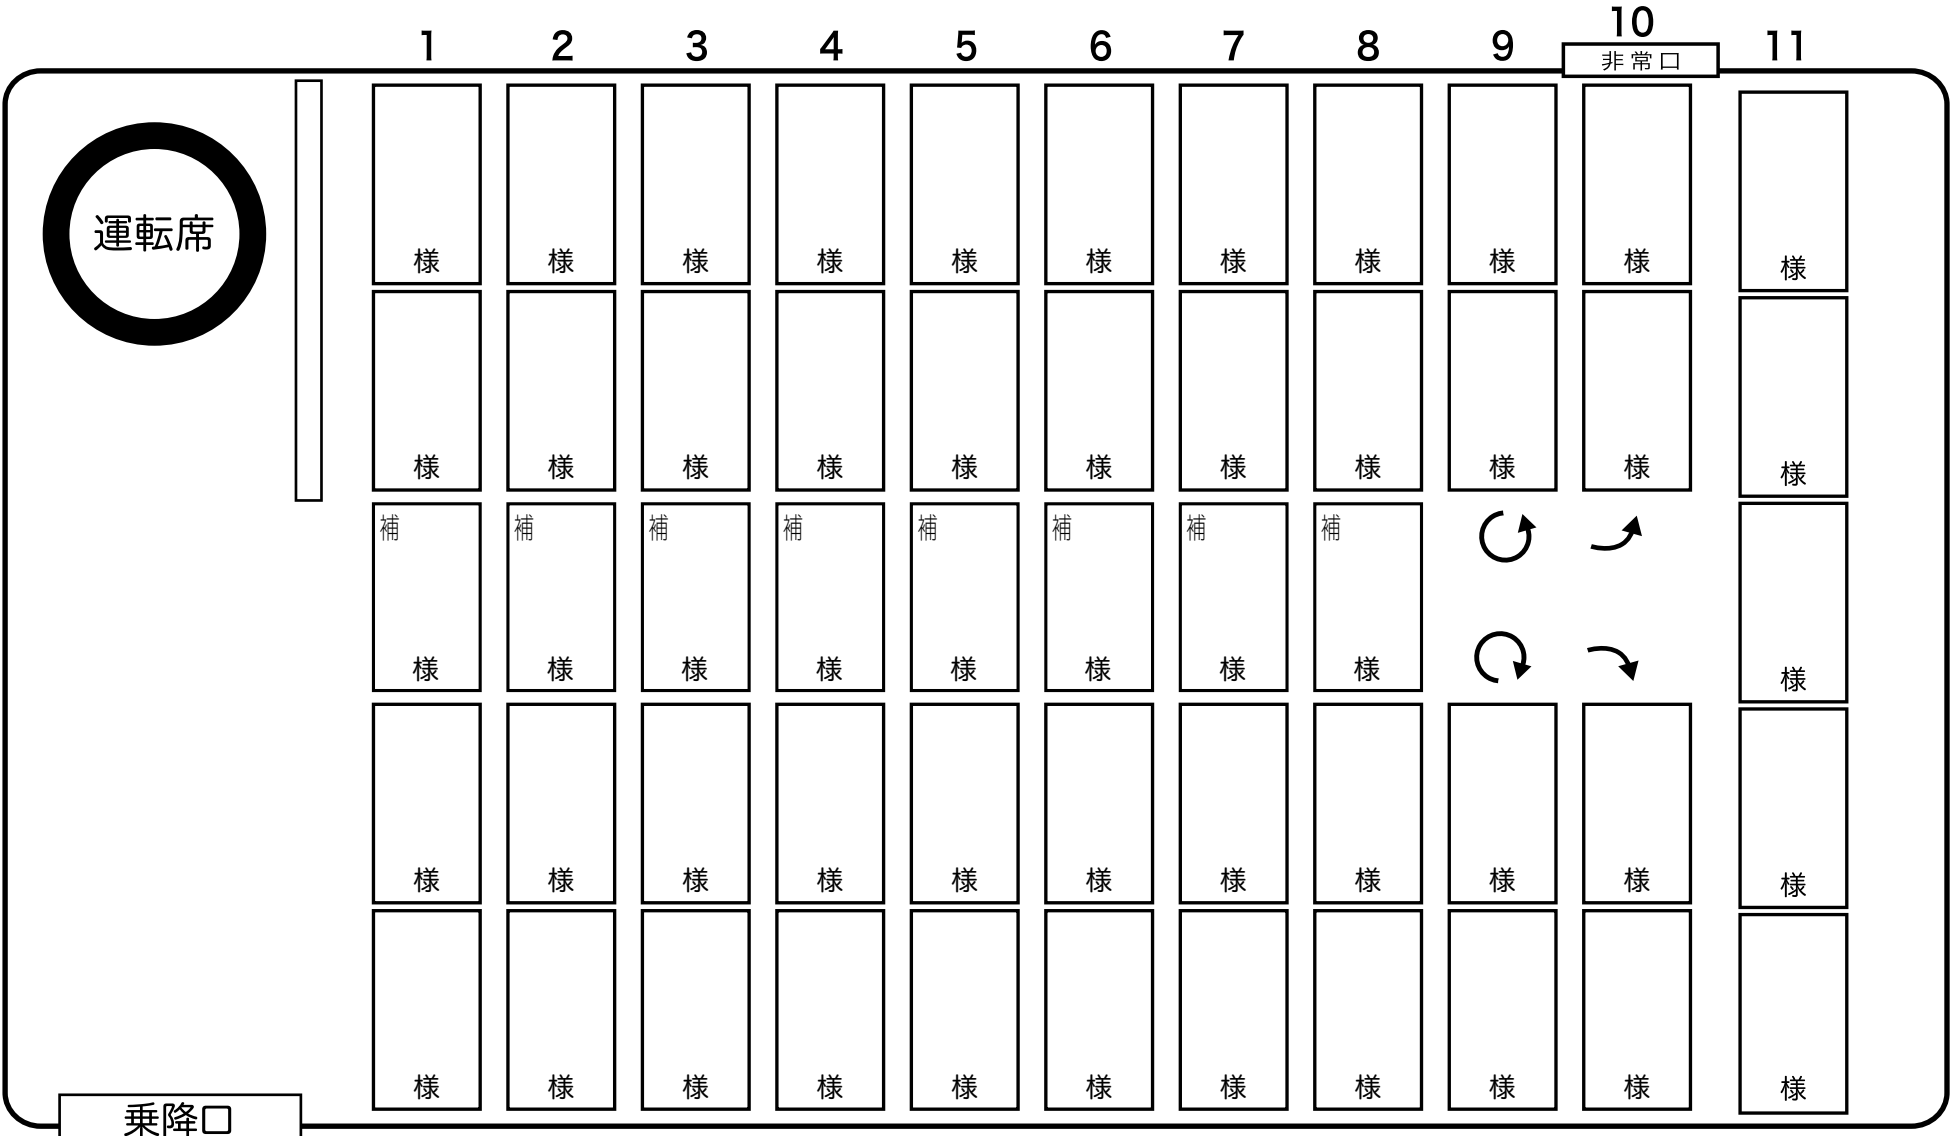 10
1 2 3 4 5 6 7 8 9 11
非常口
運転席
様 様 様 様 様 様 様 様 様 様 様
様 様 様 様 様 様 様 様 様 様 様
補 補 補 補 補 補 補 補
様 様 様 様 様 様 様 様 様
様 様 様 様 様 様 様 様 様 様 様
様 様 様 様 様 様 様 様 様 様 様
乗降口